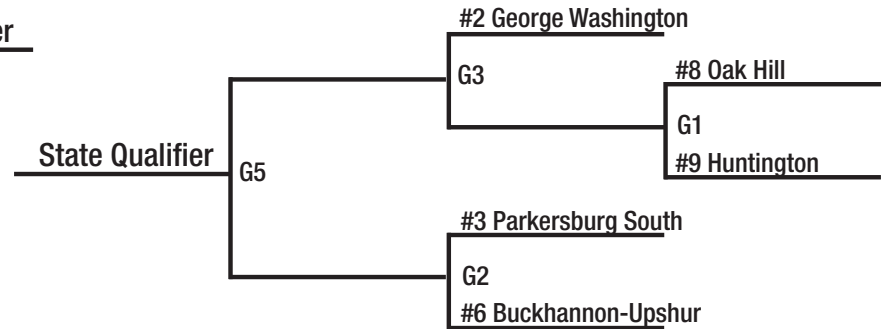 er
#2 George Washington
G3
#8 Oak Hill
G1
State Qualifier
#9 Huntington
G5
#3 Parkersburg South
G2
#6 Buckhannon-Upshur